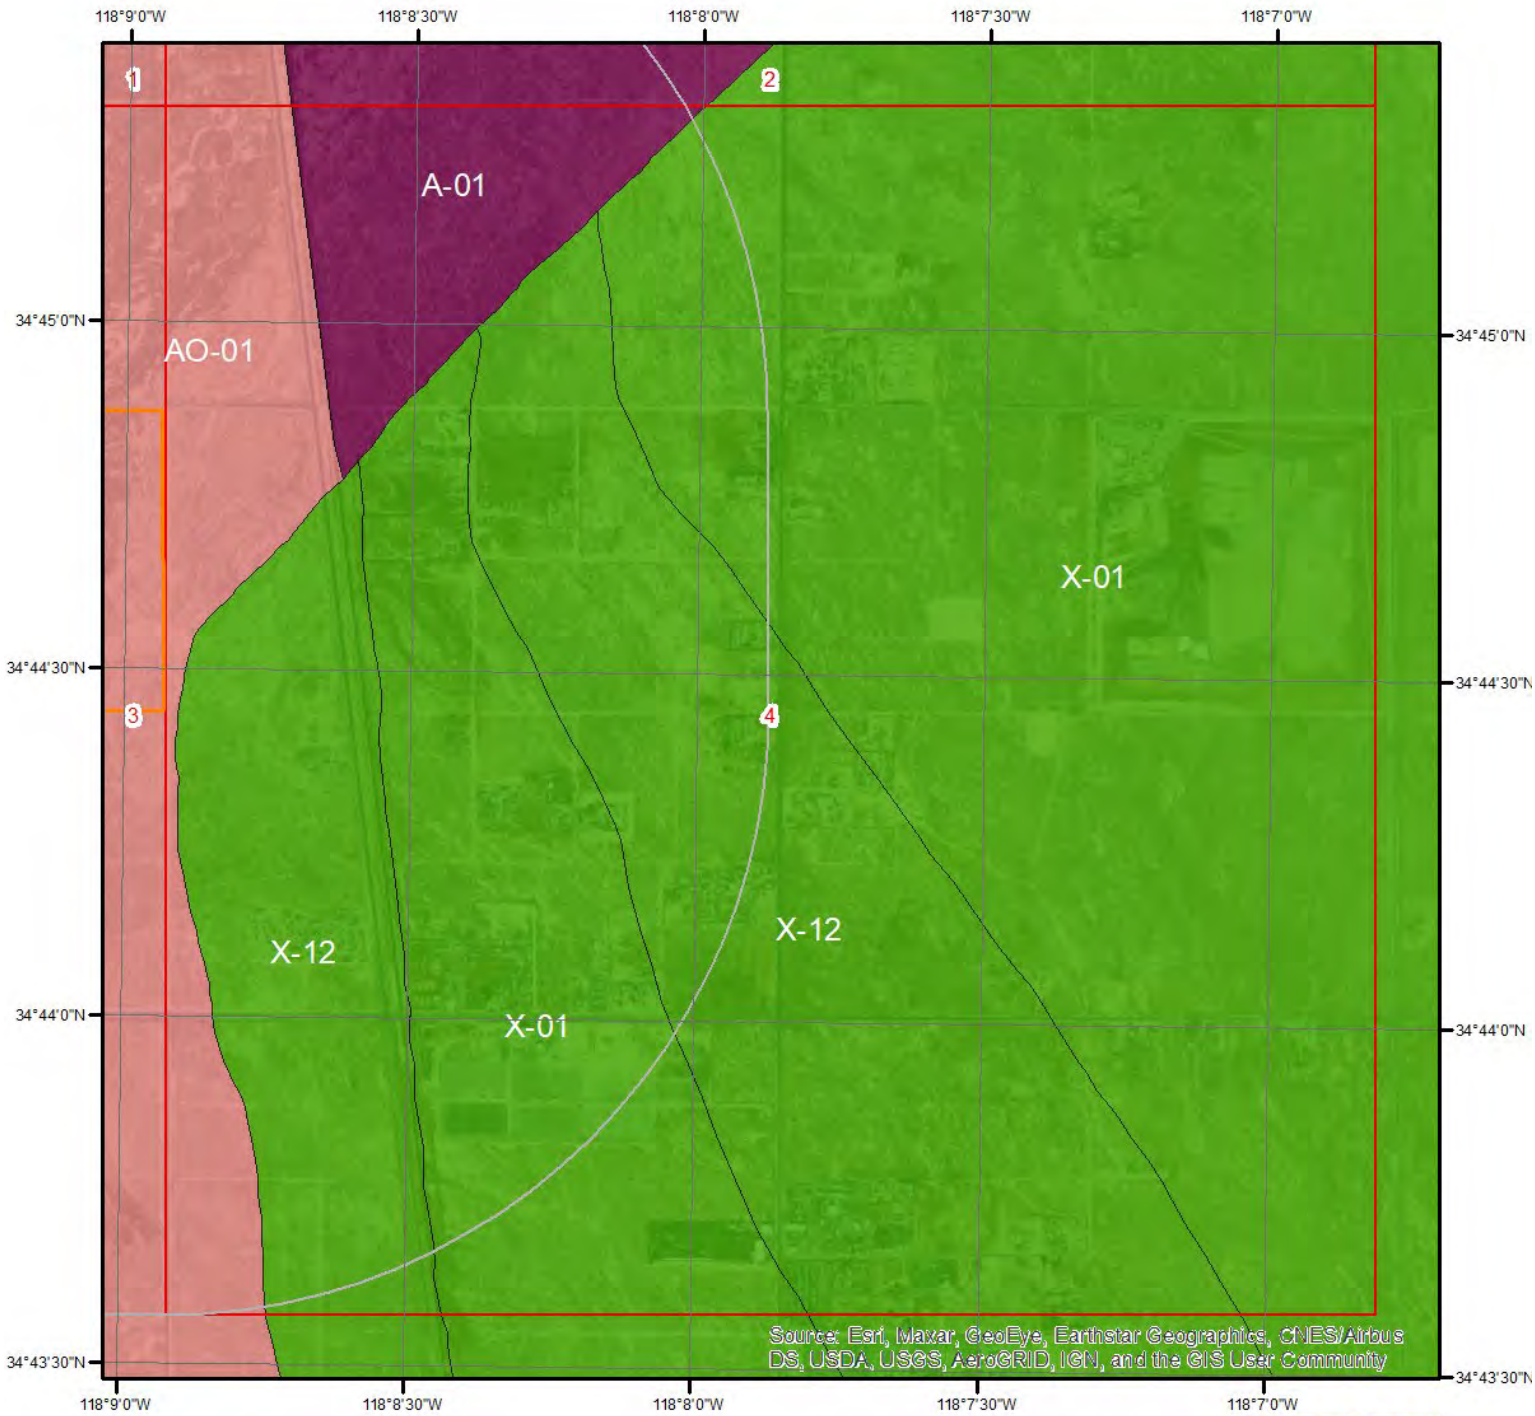 118°9'0"W 118°8'30"W 118°8'0"W 118°7'30"W 118°7'0"W
1 2
A-01
34°45'0"N 34°45'0"N
AO-01
X-01
34°44'30"N 34°44'30"N
3 4
X-12
X-12
34°44'0"N X-01 34°44'0"N
Source: Esri, Maxar, GeoEye, Earthstar Geographics, CNES/Airbus
DS, USDA, USGS, AeroGRID, IGN, and the GIS User Community
34°43'30"N 34°43'30"N
118°9'0"W 118°8'30"W 118°8'0"W 118°7'30"W 118°7'0"W